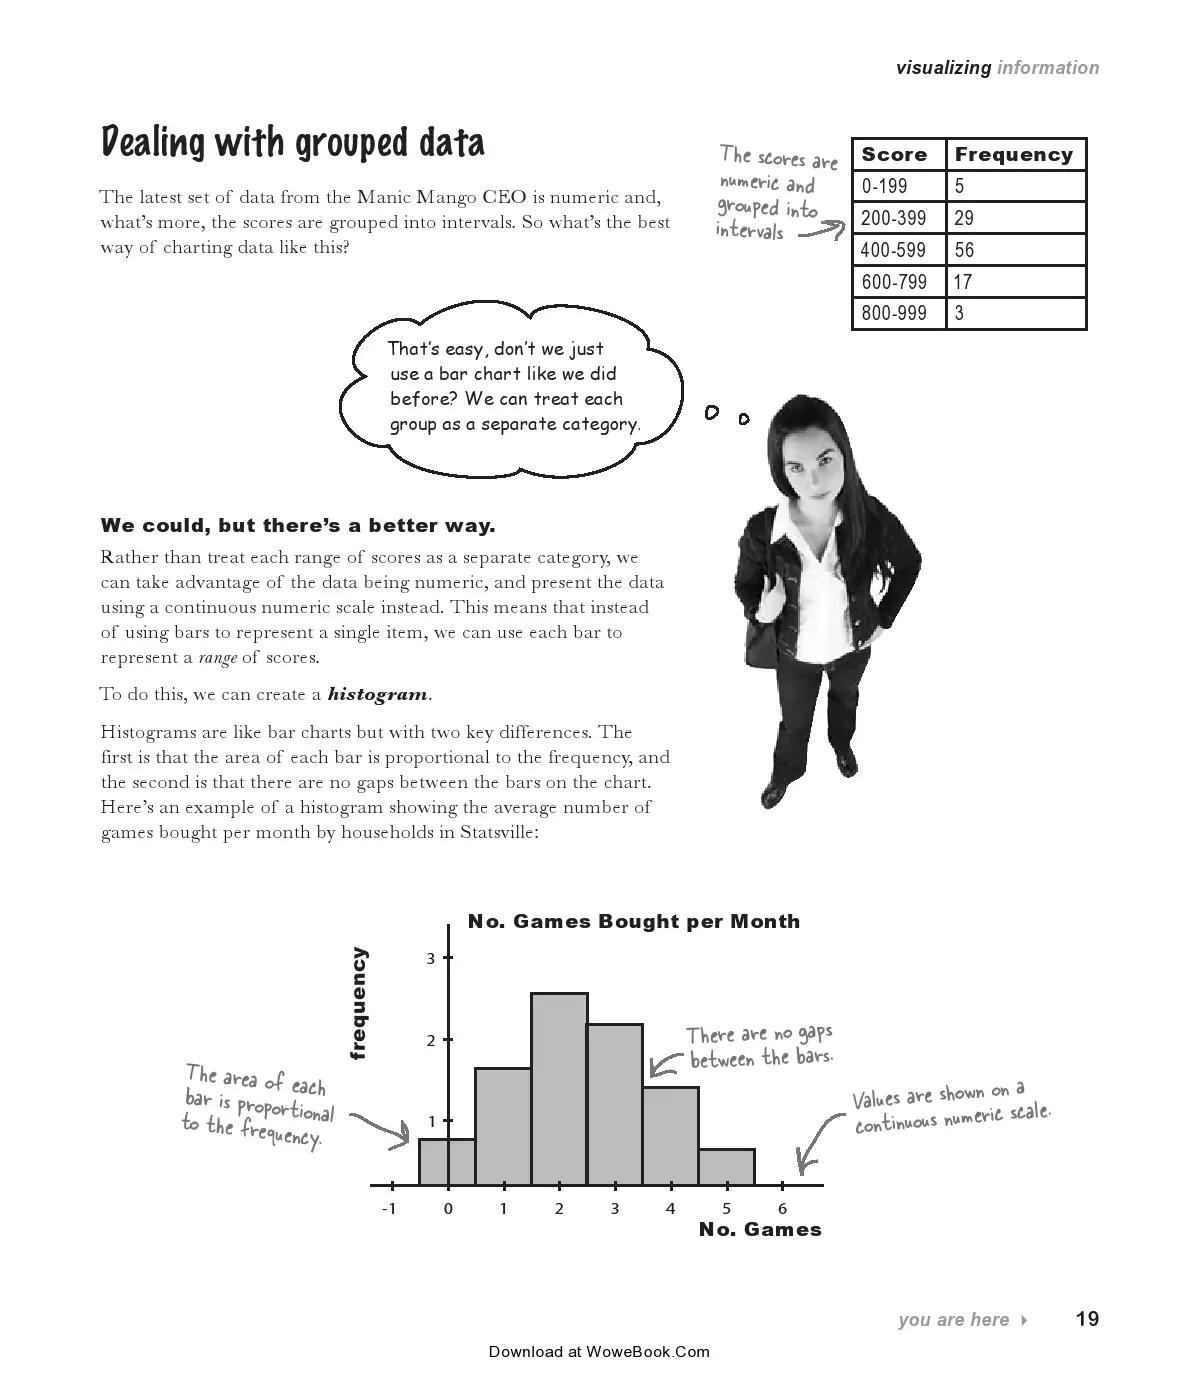 visualizing information
Dealing with grouped data
The latest set of data from the Manic Mango CEO is numeric and,
what's more, the scores are grouped into intervals. So what's the best
way of charting data like this?
The scores are
numeric and
grouped into
intervals
Score Frequency
0-199 5
200-399 29
400-599 56
600-799 17
800-999 3
That's easy, don't we just
use a bar chart like we did
before? We can treat each
group as a separate category.
We could, but there's a better way.
Rather than treat each range of scores as a separate category, we
can take advantage of the data being numeric, and present the data
using a continuous numeric scale instead. This means that instead
of using bars to represent a single item, we can use each bar to
represent a range of scores.
To do this, we can create a histogram.
Histograms are like bar charts but with two key differences. The
first is that the area of each bar is proportional to the frequency, and
the second is that there are no gaps between the bars on the chart.
Here's an example of a histogram showing the average number of
games bought per month by households in Statsville:
No. Games Bought per Month
frequency
3
2
1
The area of each
bar is proportional
to the frequency.
There are no gaps
between the bars.
Values are shown on a
continuous numeric scale.
-1 0 1 2 3 4 5 6
No. Games
you are here 19
Download at WoweBook.Com